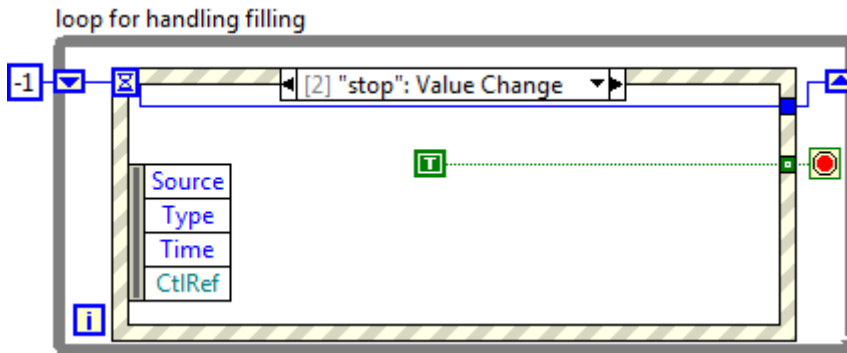 loop for handling filling
-1
[2] "stop": Value Change
T
Source
Type
Time
CtlRef
i